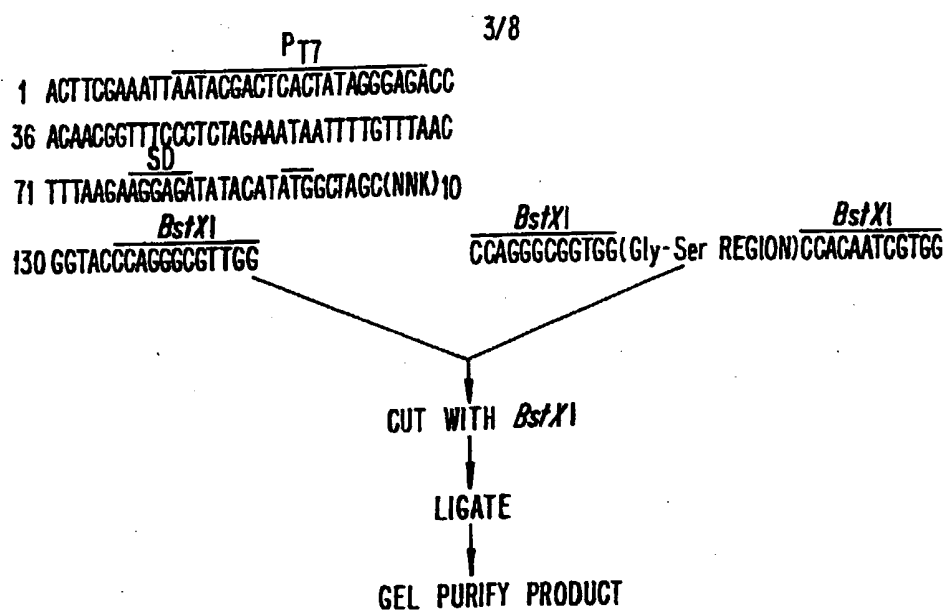 3/8
PT7
1 ACTTCGAAATTAATACGACTCACTATAGGGAGACC
36 ACAACGGTTTCCCTCTAGAAATAATTTTGTTTAAC
SD
71 TTTAAGAAGGAGATATACATATGGCTAGC(NNK)10
BstXI
130 GGTACCCAGGGCGTTGG
BstXI BstXI
CCAGGGCGGTGG(Gly-Ser REGION)CCACAATCGTGG
CUT WITH BstXI
LIGATE
GEL PURIFY PRODUCT